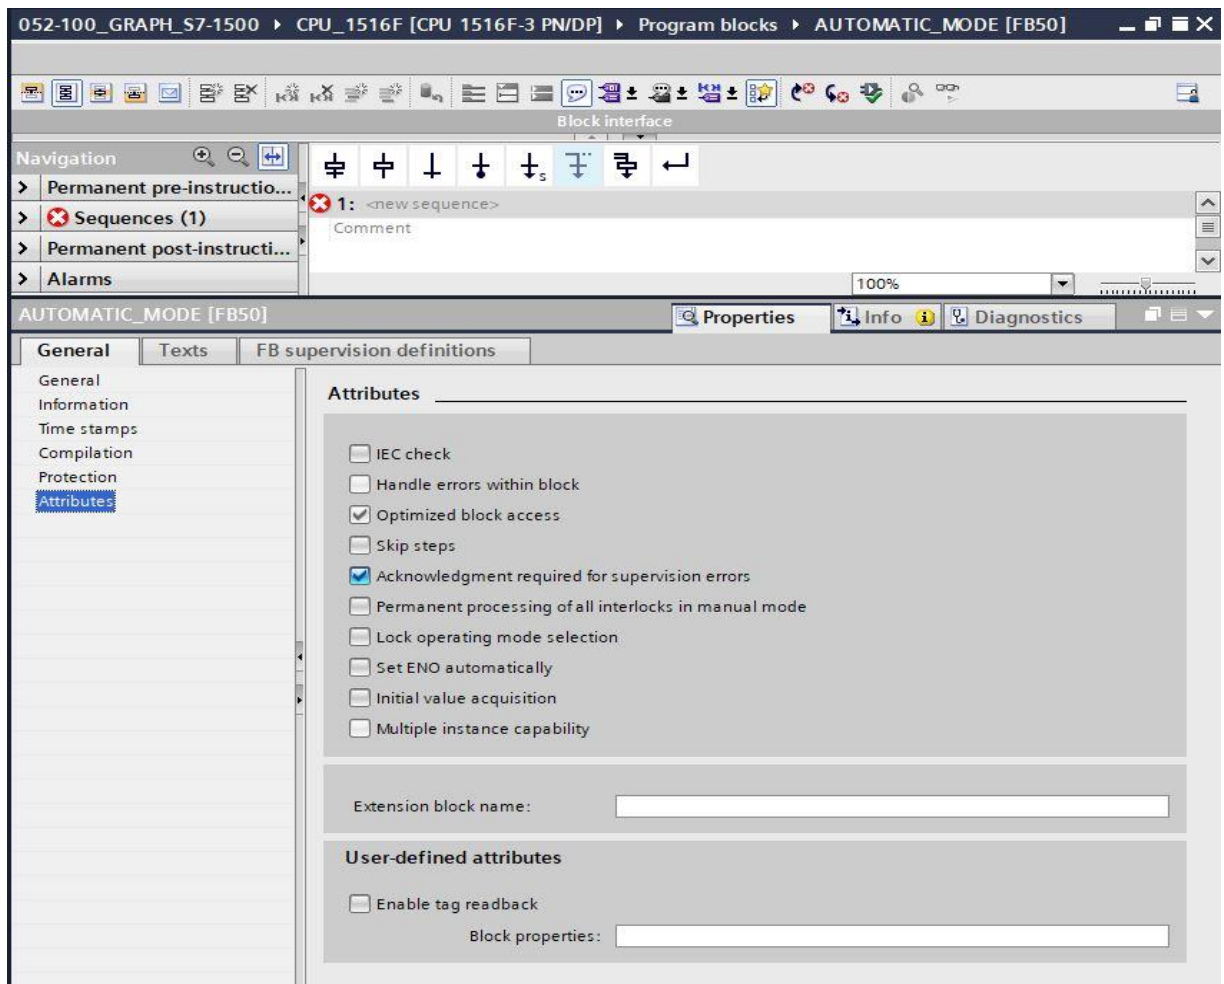 052-100_GRAPH_S7-1500 ▸ CPU_1516F [CPU 1516F-3 PN/DP] ▸ Program blocks ▸ AUTOMATIC_MODE [FB50]
Block interface
Navigation
Permanent pre-instructio...
Sequences (1)
Permanent post-instructi...
Alarms
1: <new sequence>
Comment
100%
AUTOMATIC_MODE [FB50]
Properties
Info
Diagnostics
General
Texts
FB supervision definitions
General
Information
Time stamps
Compilation
Protection
Attributes
Attributes
IEC check
Handle errors within block
Optimized block access
Skip steps
Acknowledgment required for supervision errors
Permanent processing of all interlocks in manual mode
Lock operating mode selection
Set ENO automatically
Initial value acquisition
Multiple instance capability
Extension block name:
User-defined attributes
Enable tag readback
Block properties: